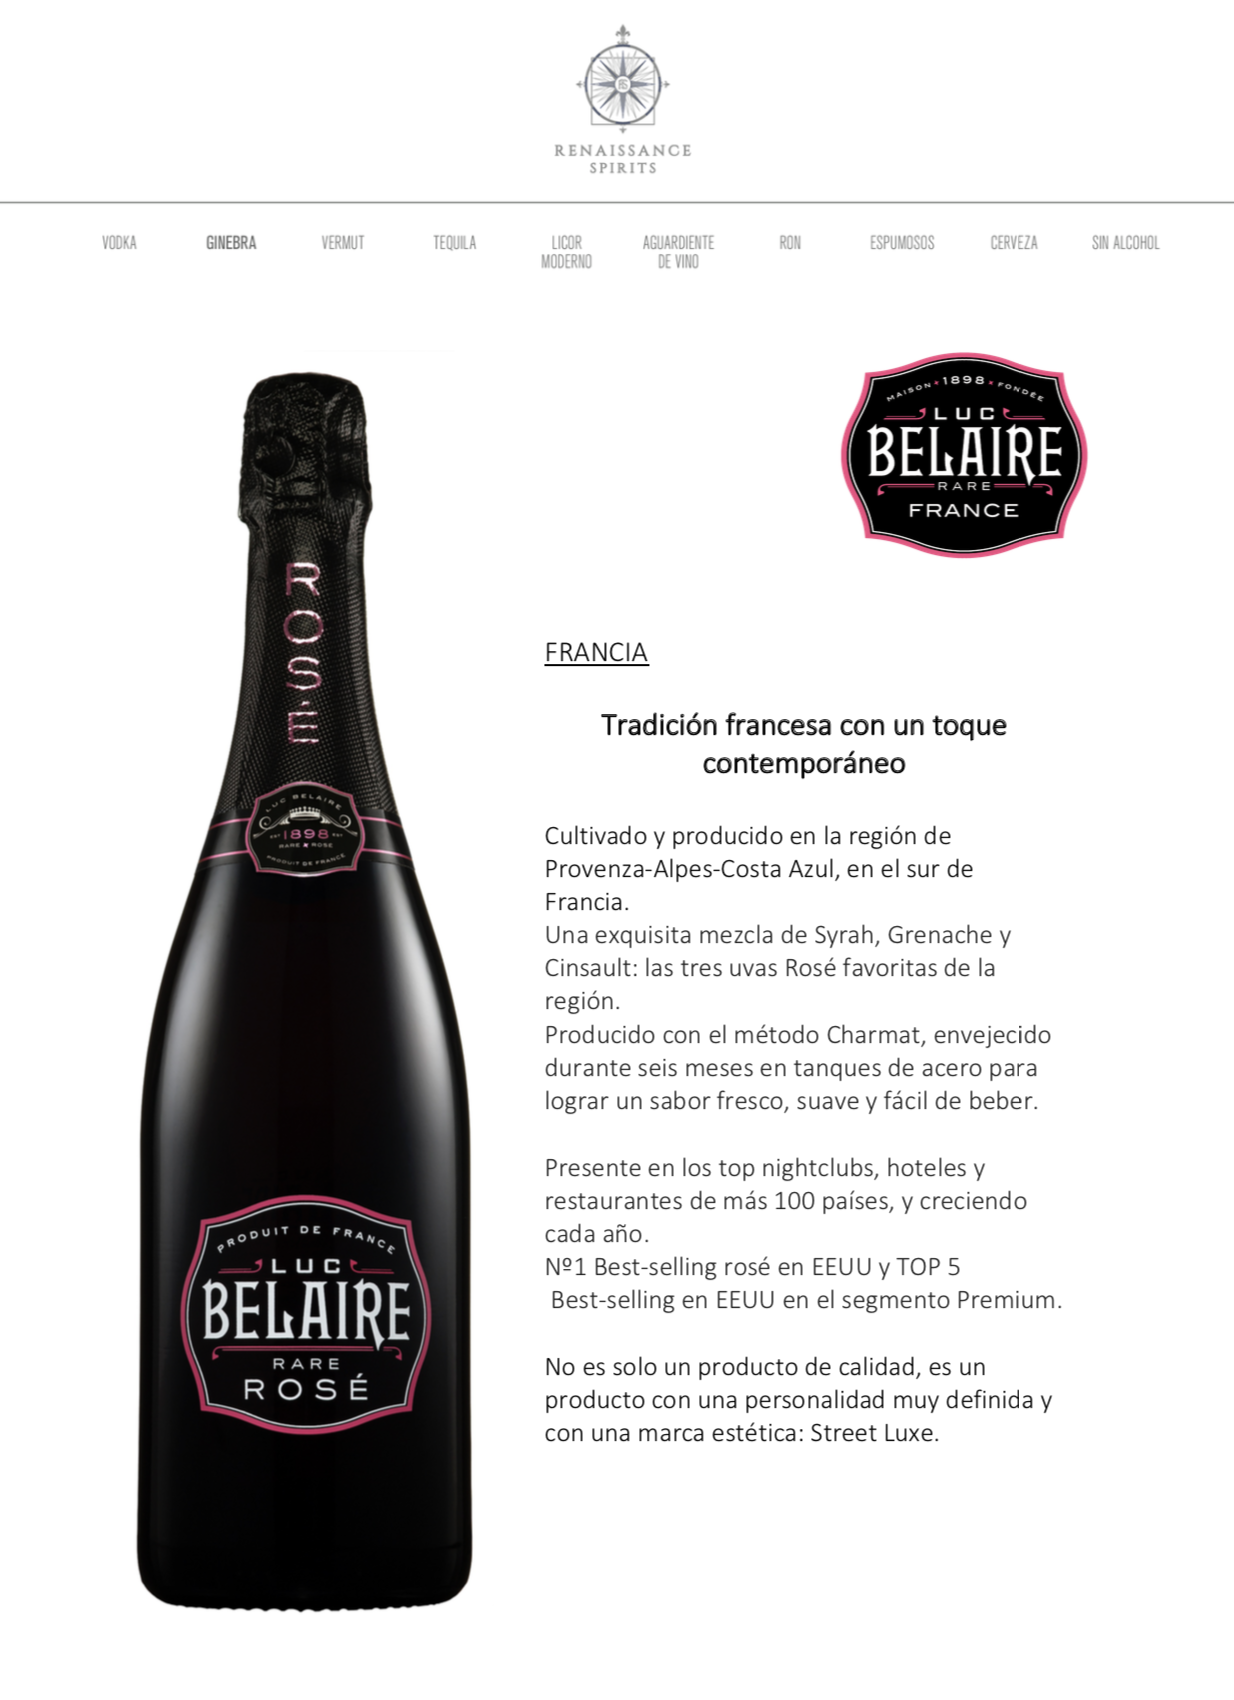 RS
RENAISSANCE
SPIRITS
VODKA
GINEBRA
VERMUT
TEQUILA
LICOR
MODERNO
AGUARDIENTE
DE VINO
RON
ESPUMOSOS
CERVEZA
SIN ALCOHOL
MAISON 1898 FONDÉE
LUC
BELAIRE
RARE
FRANCE
ROSÉ
LUC BELAIRE
1898
RARE ROSÉ
PRODUIT DE FRANCE
PRODUIT DE FRANCE
LUC
BELAIRE
RARE
ROSÉ
FRANCIA
Tradición francesa con un toque
contemporáneo
Cultivado y producido en la región de
Provenza-Alpes-Costa Azul, en el sur de
Francia.
Una exquisita mezcla de Syrah, Grenache y
Cinsault: las tres uvas Rosé favoritas de la
región.
Producido con el método Charmat, envejecido
durante seis meses en tanques de acero para
lograr un sabor fresco, suave y fácil de beber.
Presente en los top nightclubs, hoteles y
restaurantes de más 100 países, y creciendo
cada año.
Nº1 Best-selling rosé en EEUU y TOP 5
Best-selling en EEUU en el segmento Premium.
No es solo un producto de calidad, es un
producto con una personalidad muy definida y
con una marca estética: Street Luxe.